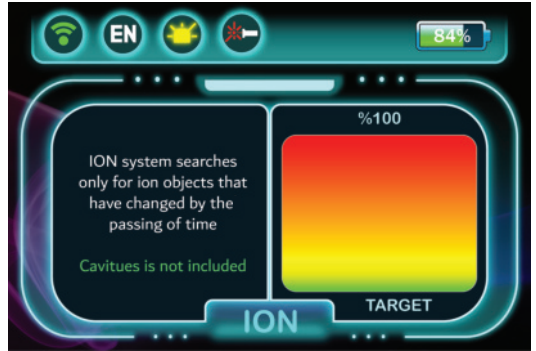 EN
84%
ION system searches
only for ion objects that
have changed by the
passing of time
Cavitues is not included
%100
TARGET
ION